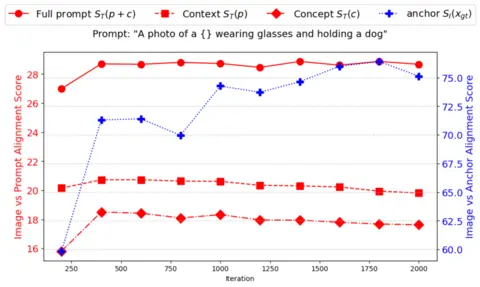 Full prompt S_T(p + c) Context S_T(p) Concept S_T(c) anchor S_I(x_gt)
Prompt: "A photo of a {} wearing glasses and holding a dog"
Image vs Prompt Alignment Score
28
26
24
22
20
18
16
75.0
72.5
70.0
67.5
65.0
62.5
60.0
Image vs Anchor Alignment Score
250 500 750 1000 1250 1500 1750 2000
Iteration